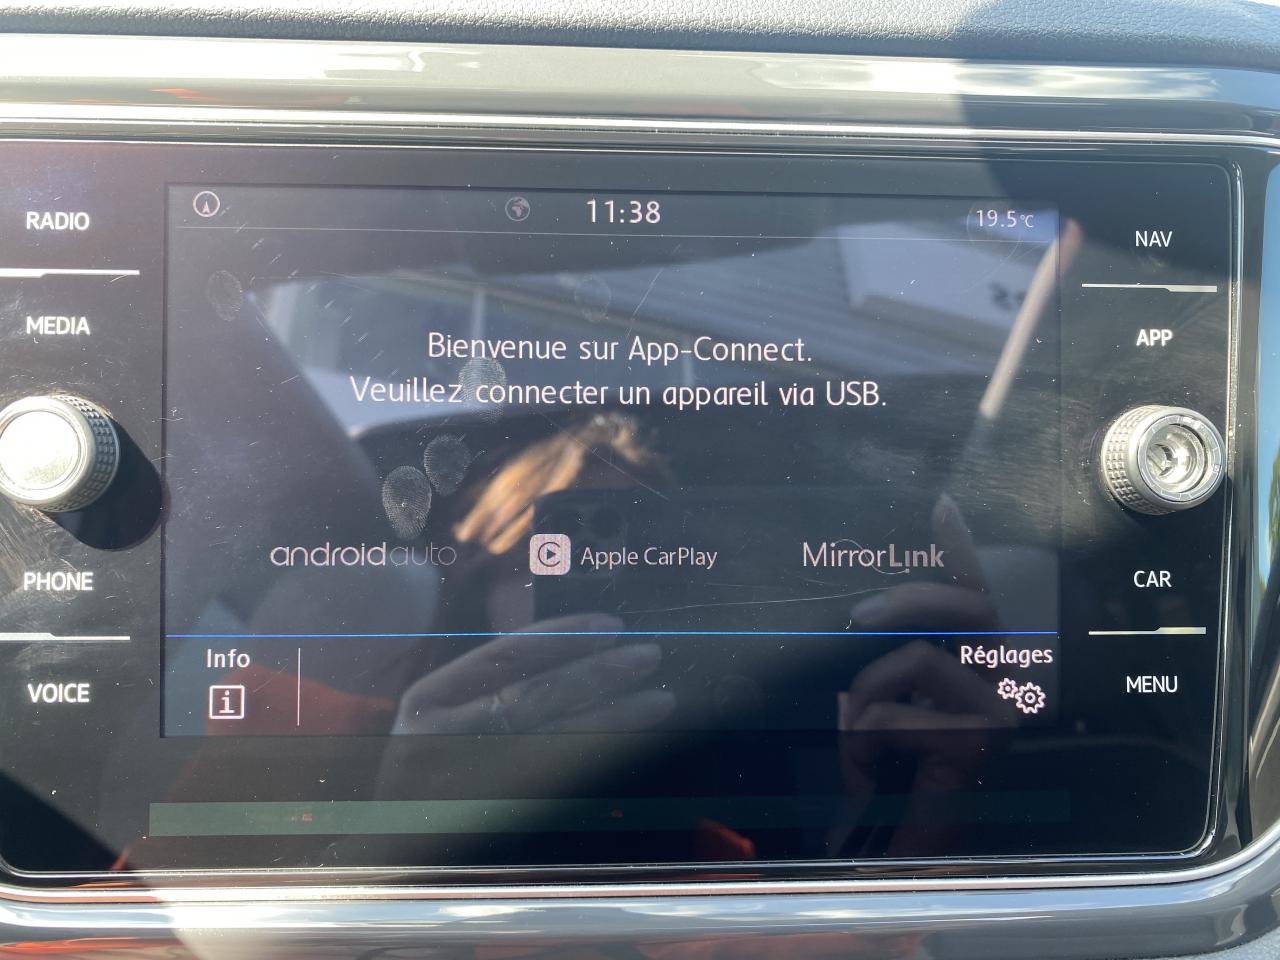 11:38
19.5°C
RADIO
MEDIA
PHONE
VOICE
Bienvenue sur App-Connect.
Veuillez connecter un appareil via USB.
androidauto
Apple CarPlay
MirrorLink
Info
i
Réglages
NAV
APP
CAR
MENU